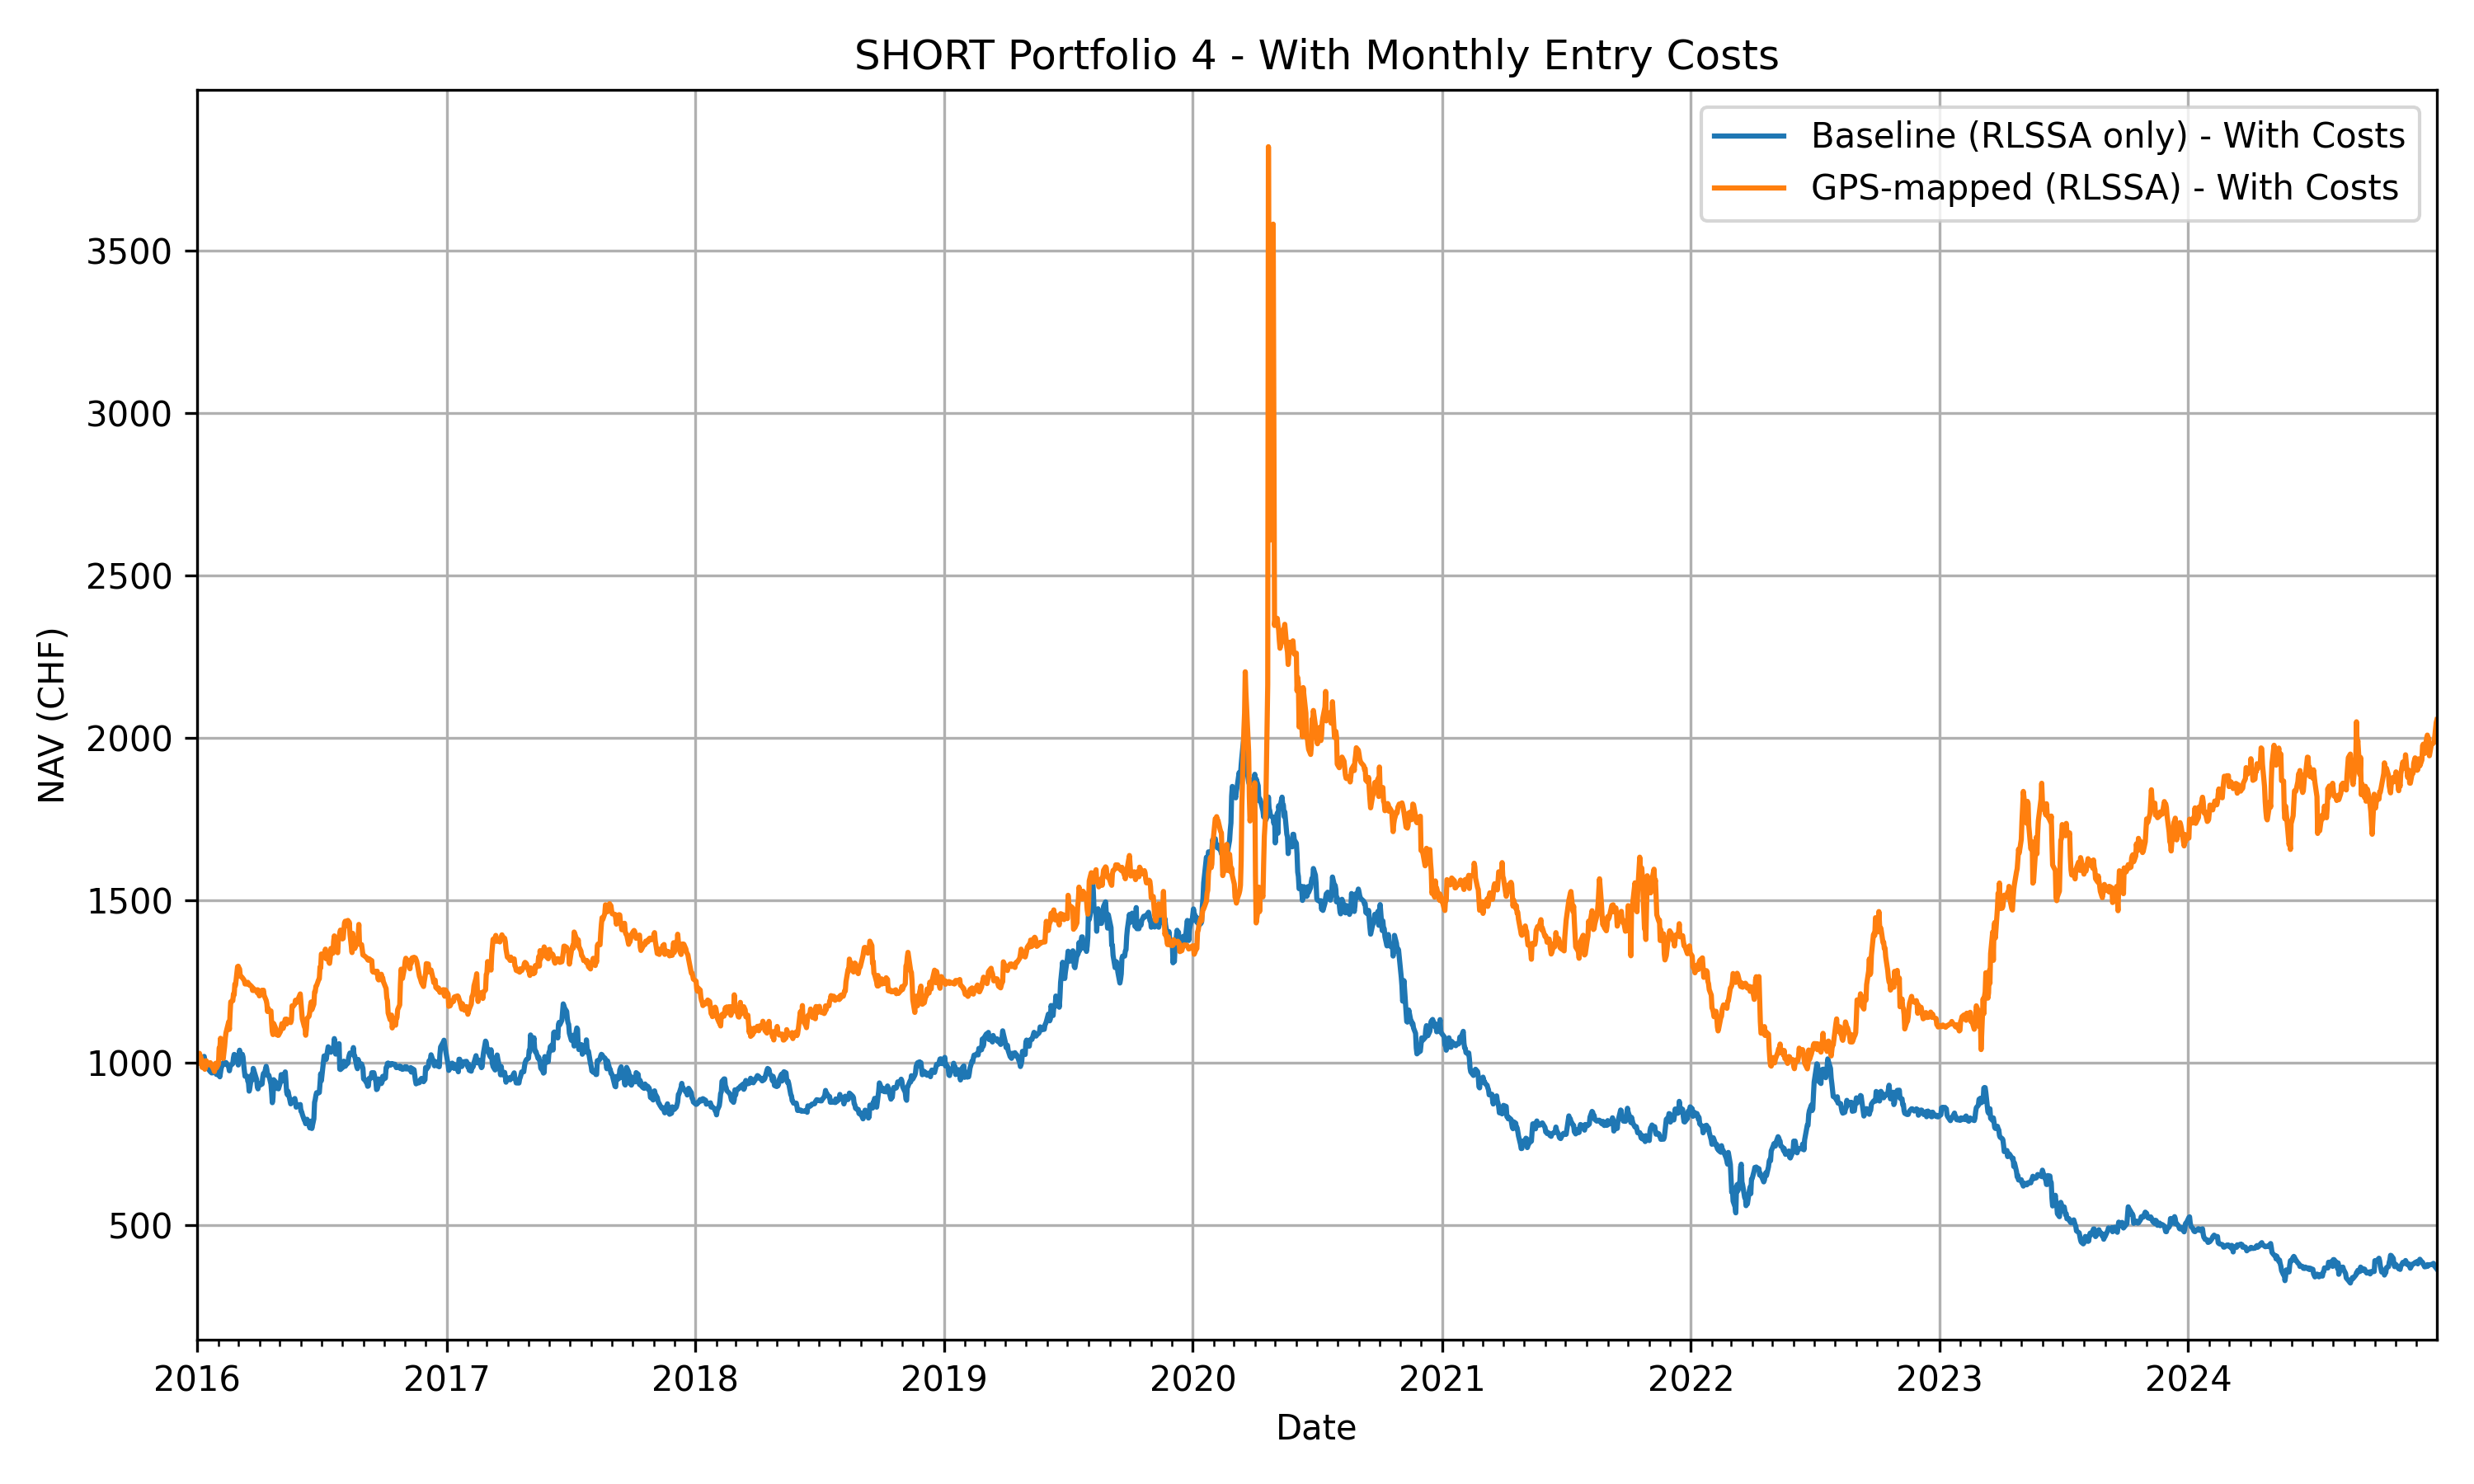 SHORT Portfolio 4 - With Monthly Entry Costs
Baseline (RLSSA only) - With Costs
GPS-mapped (RLSSA) - With Costs
NAV (CHF)
3500
3000
2500
2000
1500
1000
500
2016 2017 2018 2019 2020 2021 2022 2023 2024
Date